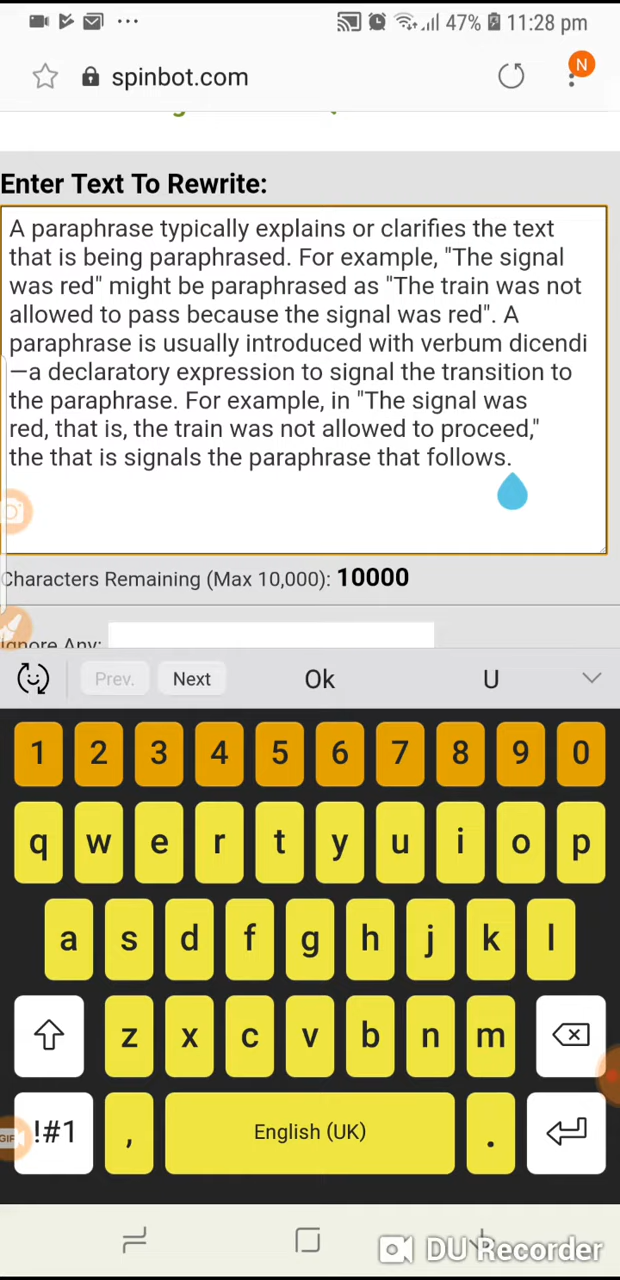 47% 11:28 pm
spinbot.com
N
Enter Text To Rewrite:
A paraphrase typically explains or clarifies the text
that is being paraphrased. For example, "The signal
was red" might be paraphrased as "The train was not
allowed to pass because the signal was red". A
paraphrase is usually introduced with verbum dicendi
—a declaratory expression to signal the transition to
the paraphrase. For example, in "The signal was
red, that is, the train was not allowed to proceed,"
the that is signals the paraphrase that follows.
Characters Remaining (Max 10,000): 10000
Ignore Any:
Prev. Next Ok U
1 2 3 4 5 6 7 8 9 0
q w e r t y u i o p
a s d f g h j k l
z x c v b n m
GIF !#1 , English (UK) .
DU Recorder